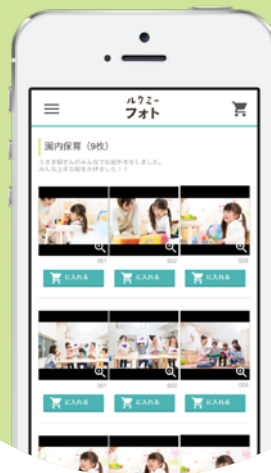 ルクミー
フォト
園内保育（9枚）
うさぎ組さんのみんなでお絵かきをしました。
みんな上手な絵をかけました！！
001 002 003
に入れる に入れる に入れる
001 002 003
に入れる に入れる に入れる